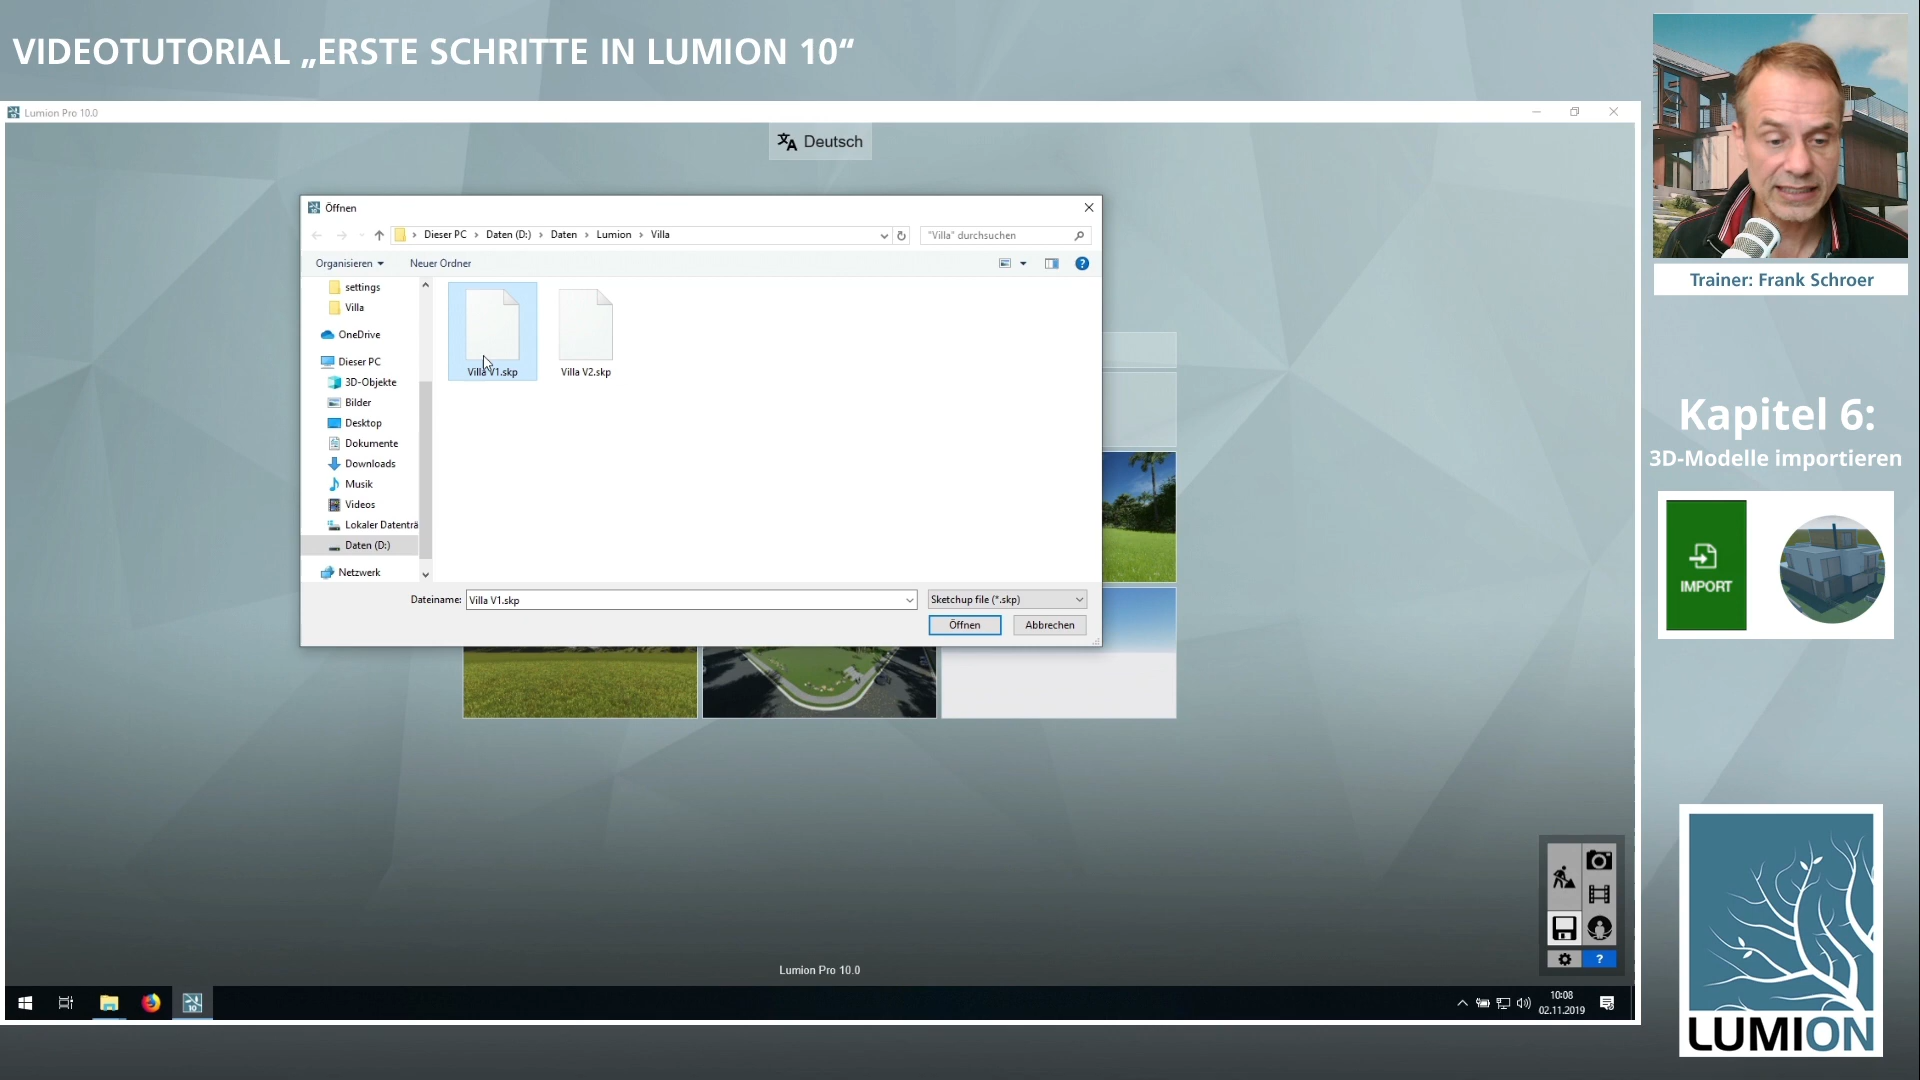 VIDEOTUTORIAL „ERSTE SCHRITTE IN LUMION 10“
Lumion Pro 10.0
Deutsch
Öffnen
Dieser PC > Daten (D:) > Daten > Lumion > Villa
"Villa" durchsuchen
Organisieren
Neuer Ordner
settings
Villa
OneDrive
Dieser PC
3D-Objekte
Bilder
Desktop
Dokumente
Downloads
Musik
Videos
Lokaler Datenträ
Daten (D:)
Netzwerk
Villa V1.skp
Villa V2.skp
Dateiname: Villa V1.skp
Sketchup file (*.skp)
Öffnen
Abbrechen
Lumion Pro 10.0
10:08
02.11.2019
10
?
Trainer: Frank Schroer
Kapitel 6:
3D-Modelle importieren
IMPORT
LUMION